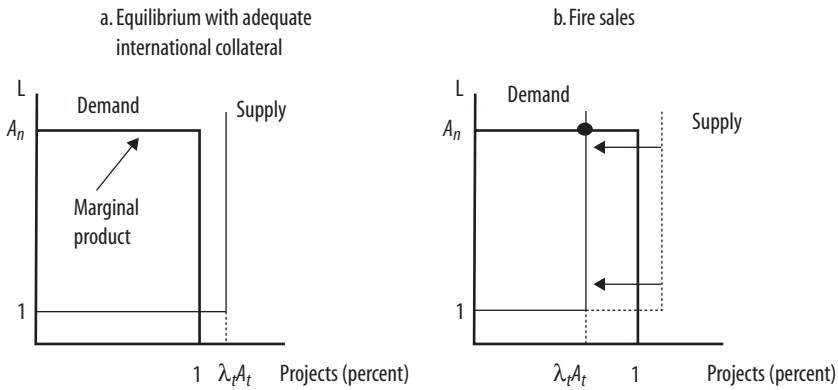 a. Equilibrium with adequate
international collateral
L
Demand
Supply
Aₙ
Marginal
product
1
1 λₜAₜ Projects (percent)
b. Fire sales
L
Demand
Supply
Aₙ
1
λₜAₜ 1 Projects (percent)